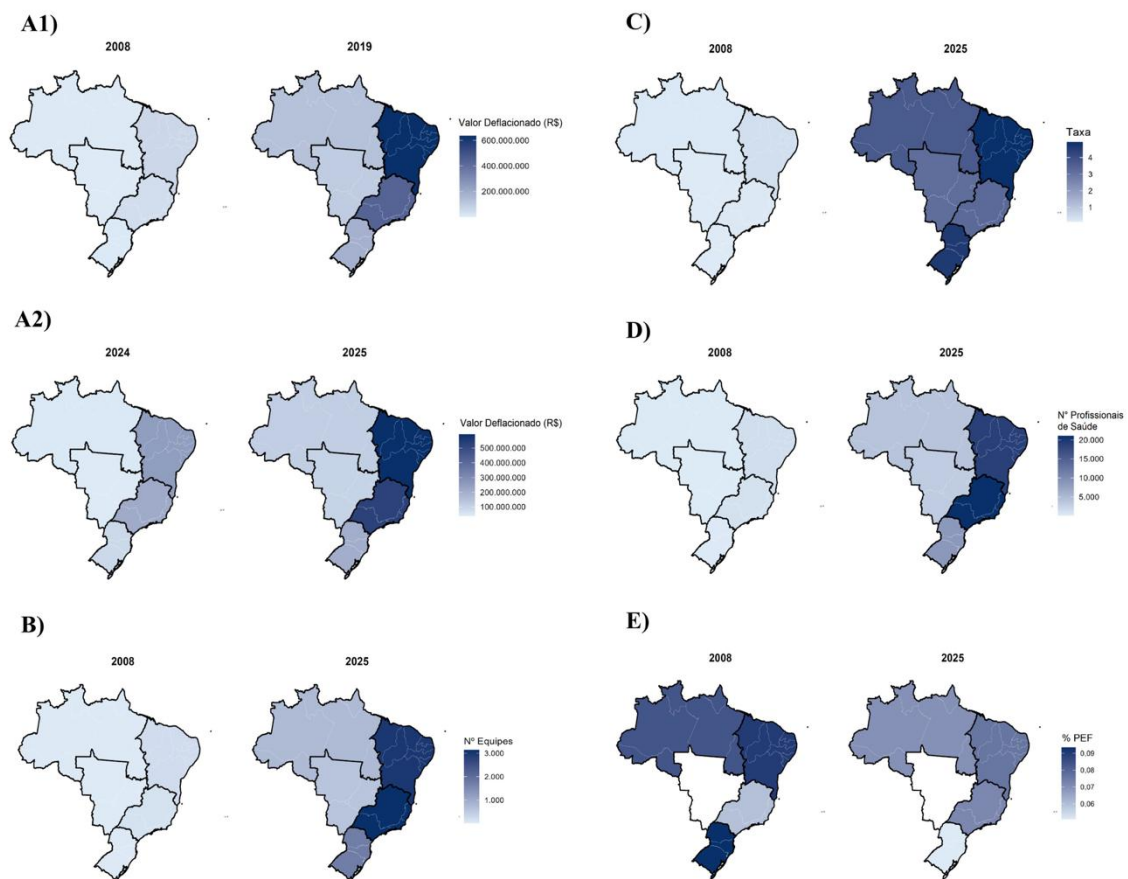 A1)
2008
2019
Valor Deflacionado (R$)
600.000.000
400.000.000
200.000.000
C)
2008
2025
Taxa
4
3
2
1
A2)
2024
2025
Valor Deflacionado (R$)
500.000.000
400.000.000
300.000.000
200.000.000
100.000.000
D)
2008
2025
N° Profissionais
de Saúde
20.000
15.000
10.000
5.000
B)
2008
2025
Nº Equipes
3.000
2.000
1.000
E)
2008
2025
% PEF
0.09
0.08
0.07
0.06